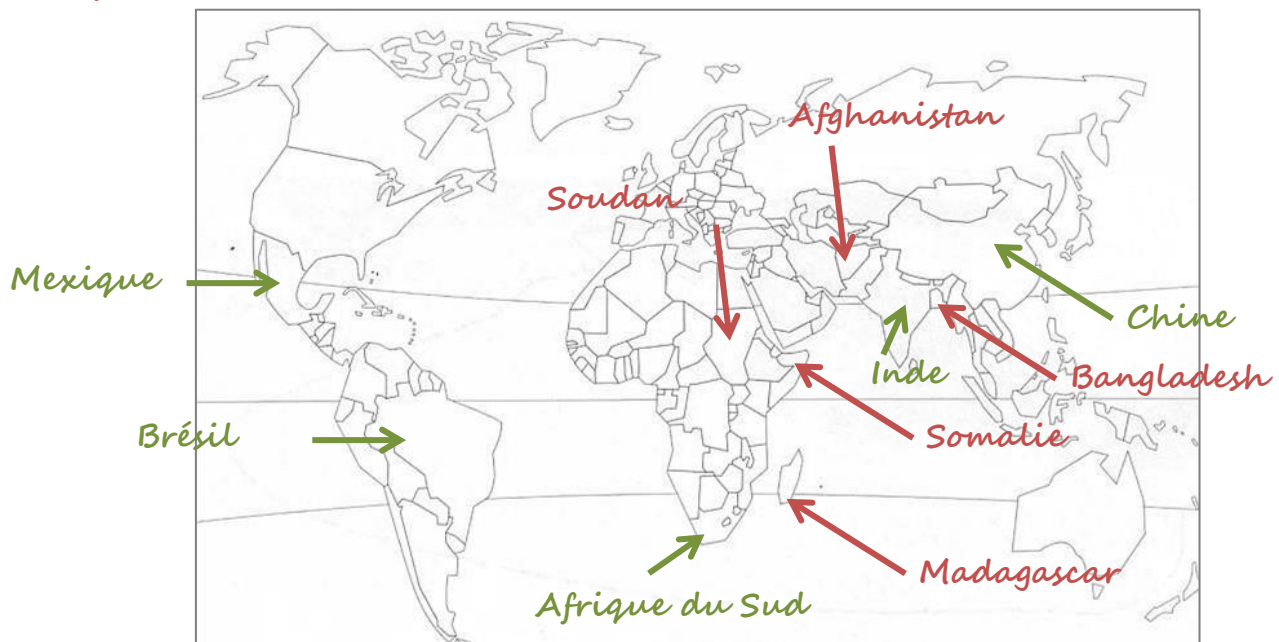 Afghanistan
Soudan
Mexique
Chine
Inde
Bangladesh
Brésil
Somalie
Madagascar
Afrique du Sud